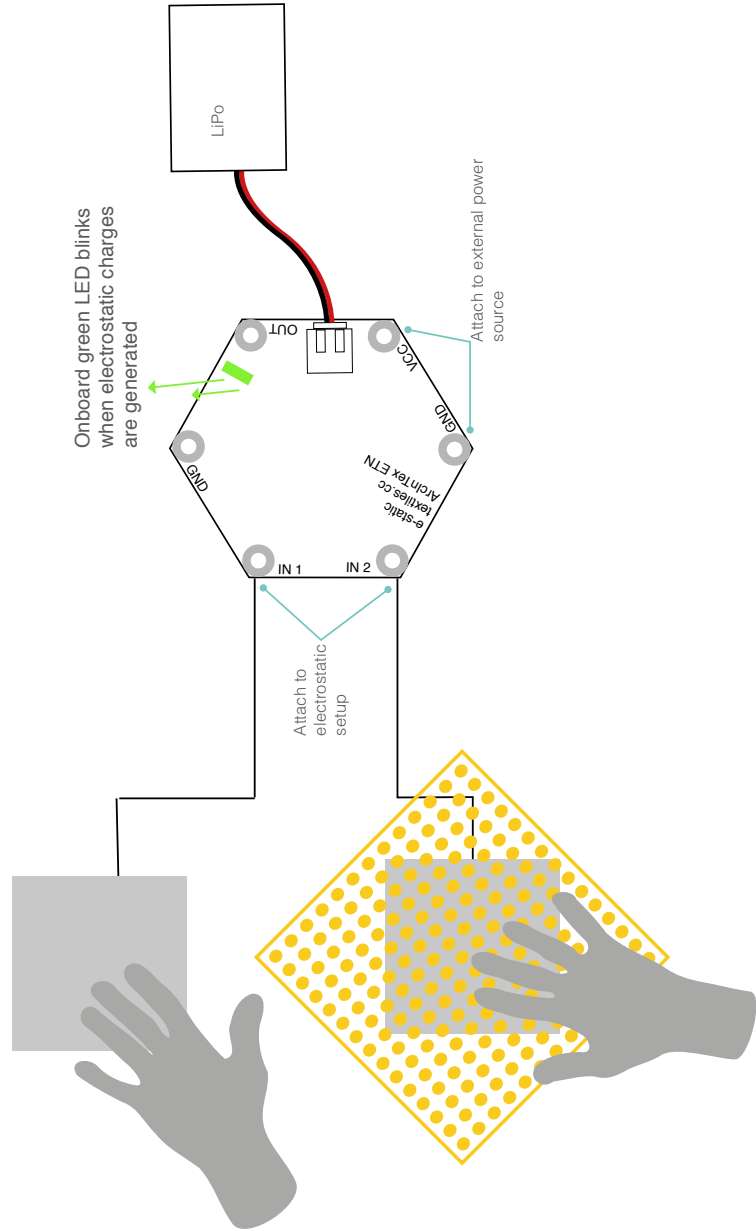 LiPo
Onboard green LED blinks
when electrostatic charges
are generated
Attach to external power
source
OUT
VCC
GND
GND
e-static
textiles.cc
ArcInTex ETN
IN 1
IN 2
Attach to
electrostatic
setup